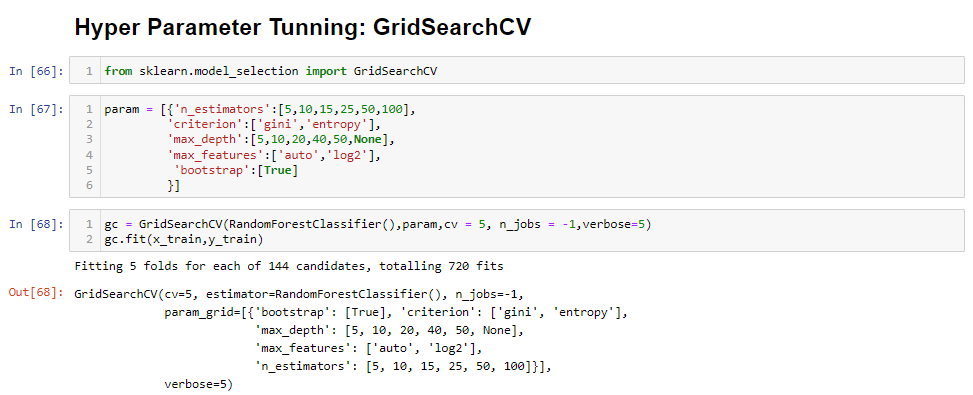 Hyper Parameter Tunning: GridSearchCV
In [66]: 1 from sklearn.model_selection import GridSearchCV
In [67]: 1 param = [{'n_estimators':[5,10,15,25,50,100],
2 'criterion':['gini','entropy'],
3 'max_depth':[5,10,20,40,50,None],
4 'max_features':['auto','log2'],
5 'bootstrap':[True]
6 }]
In [68]: 1 gc = GridSearchCV(RandomForestClassifier(),param,cv = 5, n_jobs = -1,verbose=5)
2 gc.fit(x_train,y_train)
Fitting 5 folds for each of 144 candidates, totalling 720 fits
Out[68]: GridSearchCV(cv=5, estimator=RandomForestClassifier(), n_jobs=-1,
param_grid=[{'bootstrap': [True], 'criterion': ['gini', 'entropy'],
'max_depth': [5, 10, 20, 40, 50, None],
'max_features': ['auto', 'log2'],
'n_estimators': [5, 10, 15, 25, 50, 100]}],
verbose=5)